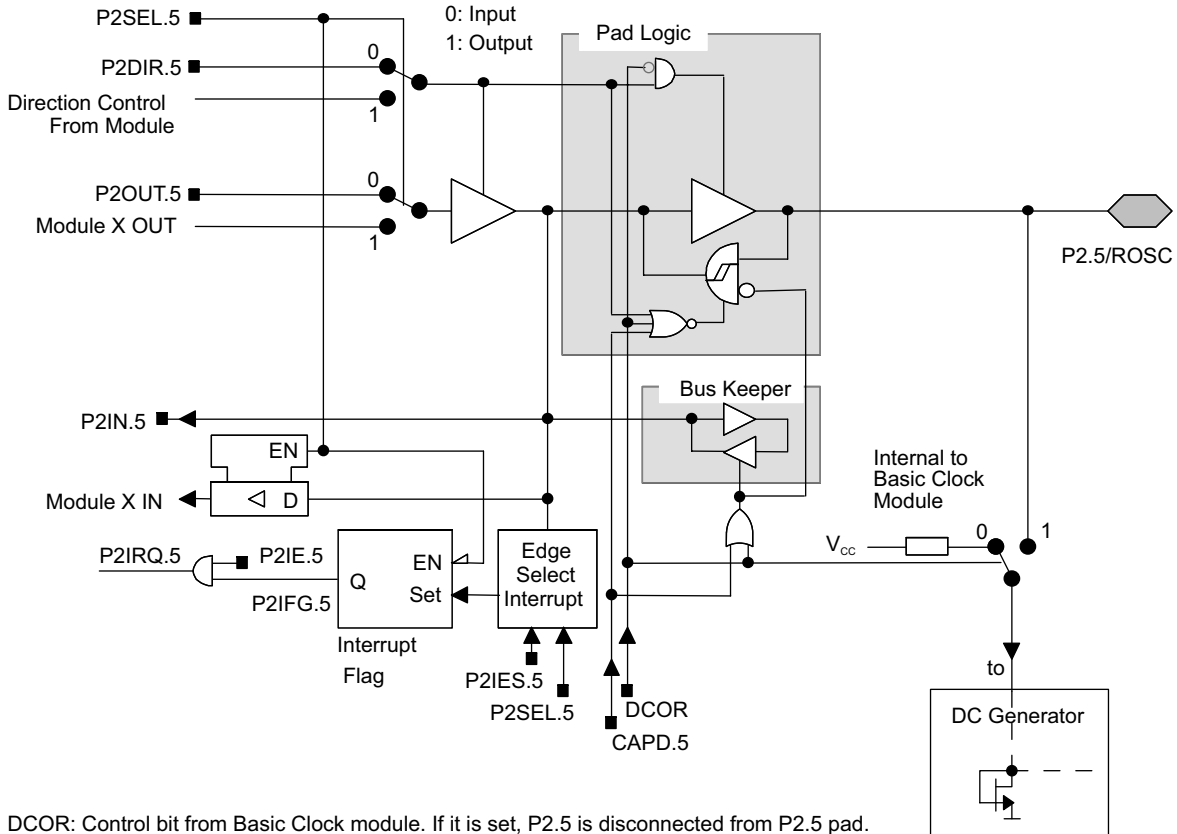 P2SEL.5
0: Input
1: Output
Pad Logic
0
P2DIR.5
Direction Control
From Module
1
0
P2OUT.5
Module X OUT
1
P2.5/ROSC
Bus Keeper
P2IN.5
EN
Module X IN
D
Internal to
Basic Clock
Module
0
1
VCC
P2IRQ.5
P2IE.5
P2IFG.5
Q
EN
Set
Edge
Select
Interrupt
Interrupt
Flag
P2IES.5
P2SEL.5
DCOR
CAPD.5
to
DC Generator
DCOR: Control bit from Basic Clock module. If it is set, P2.5 is disconnected from P2.5 pad.